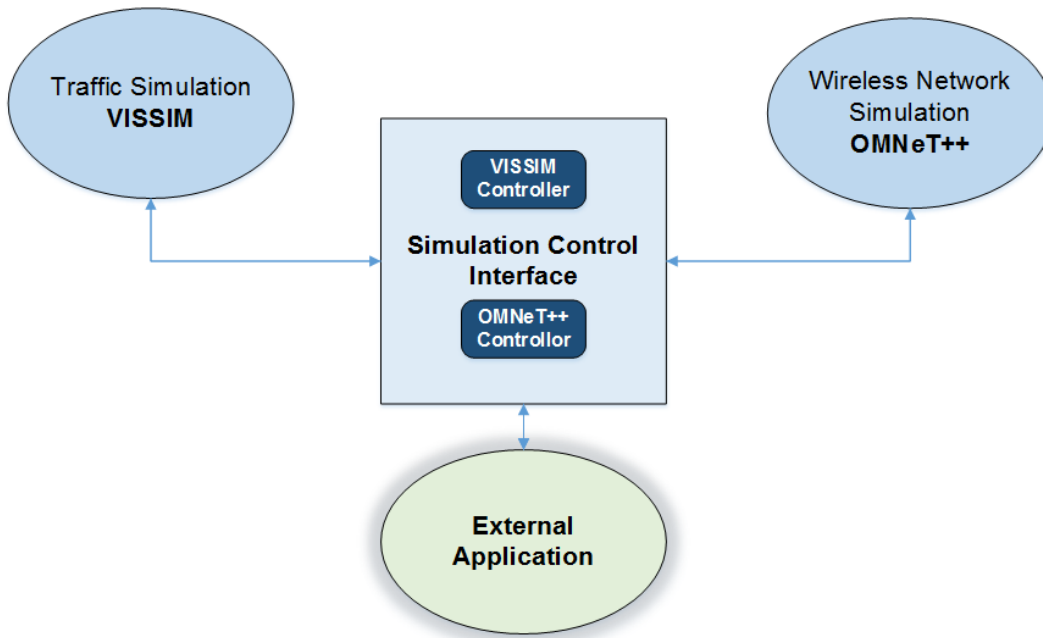 Traffic Simulation
VISSIM
Wireless Network
Simulation
OMNeT++
VISSIM
Controller
Simulation Control
Interface
OMNeT++
Controllor
External
Application